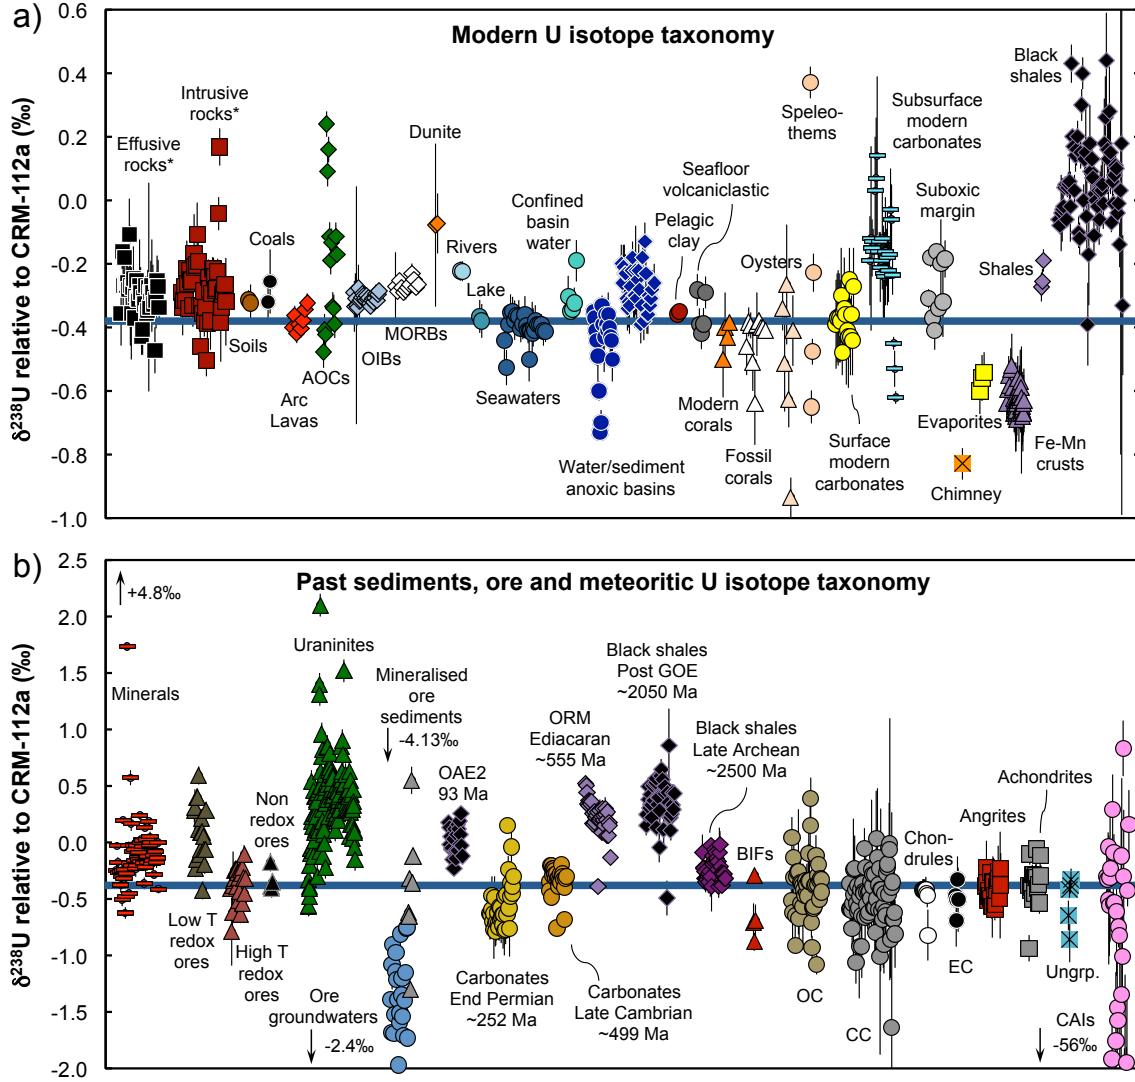 a)
Modern U isotope taxonomy
δ²³⁸U relative to CRM-112a (‰)
0.6
0.4
0.2
0.0
-0.2
-0.4
-0.6
-0.8
-1.0
Effusive
rocks*
Intrusive
rocks*
Coals
Soils
Arc
Lavas
AOCs
OIBs
MORBs
Dunite
Rivers
Lake
Seawaters
Confined
basin
water
Water/sediment
anoxic basins
Pelagic
clay
Seafloor
volcaniclastic
Modern
corals
Fossil
corals
Oysters
Speleo-
thems
Surface
modern
carbonates
Subsurface
modern
carbonates
Suboxic
margin
Evaporites
Chimney
Shales
Fe-Mn
crusts
Black
shales
b)
Past sediments, ore and meteoritic U isotope taxonomy
δ²³⁸U relative to CRM-112a (‰)
2.5
2.0
1.5
1.0
0.5
0.0
-0.5
-1.0
-1.5
-2.0
+4.8‰
Minerals
Low T
redox
ores
High T
redox
ores
Non
redox
ores
Uraninites
Ore
groundwaters
-2.4‰
Mineralised
ore
sediments
-4.13‰
OAE2
93 Ma
Carbonates
End Permian
~252 Ma
ORM
Ediacaran
~555 Ma
Carbonates
Late Cambrian
~499 Ma
Black shales
Post GOE
~2050 Ma
Black shales
Late Archean
~2500 Ma
BIFs
OC
CC
Chon-
drules
EC
Angrites
Achondrites
Ungrp.
CAIs
-56‰